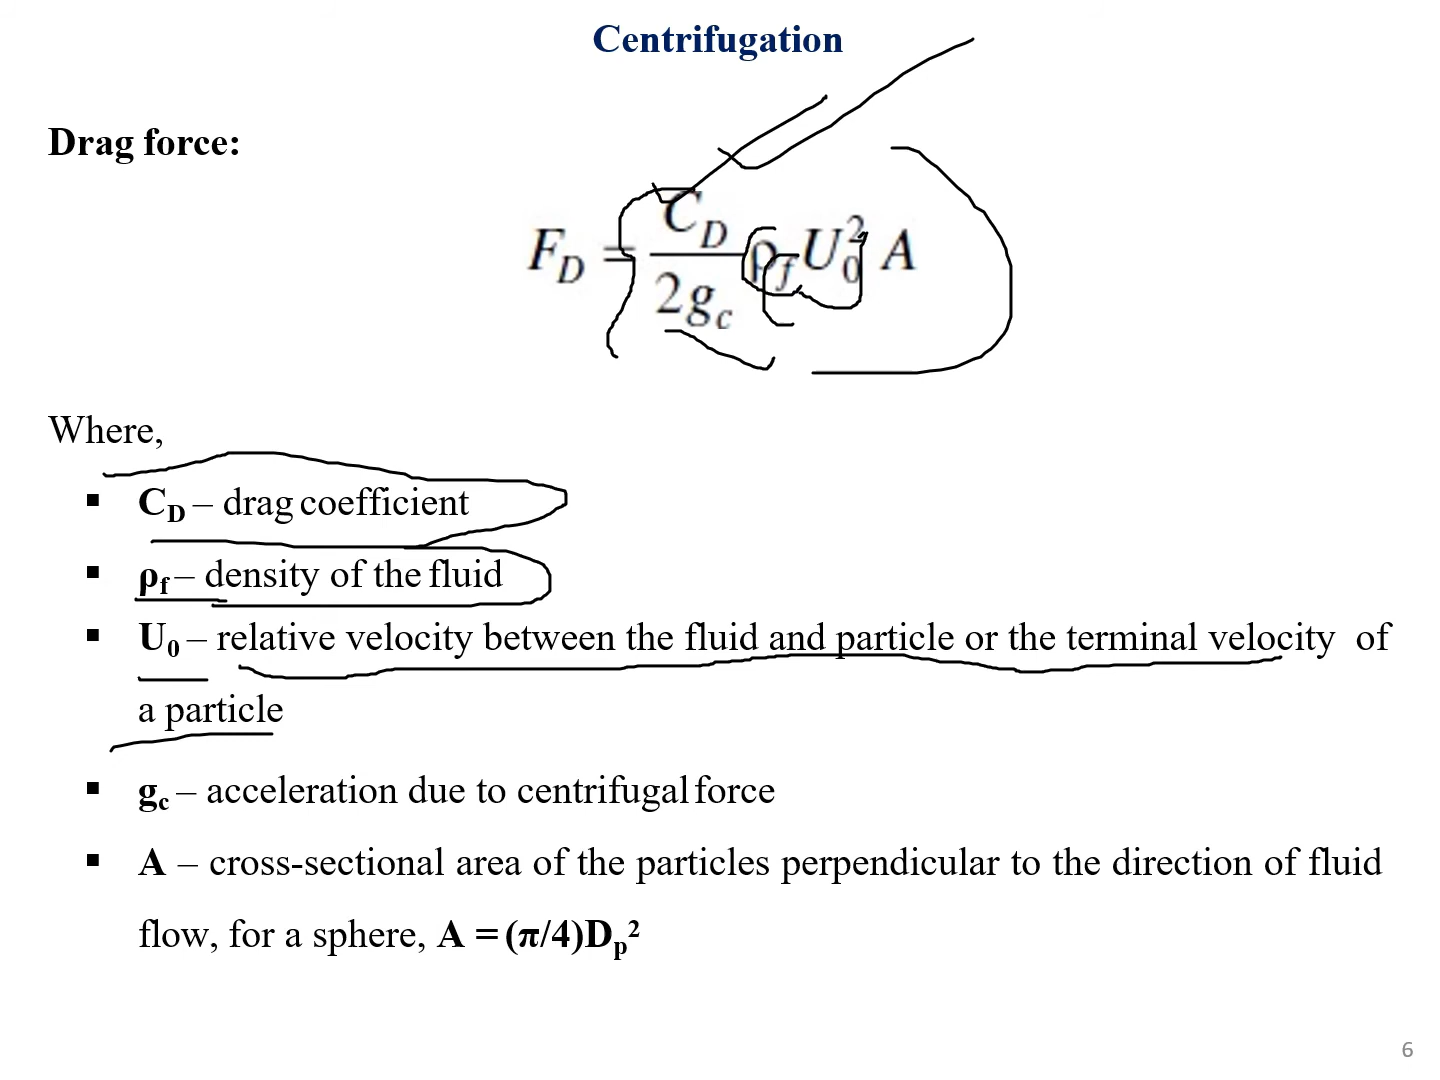 Centrifugation
Drag force:
F_D = C_D / 2g_c ρ_f U_0^2 A
Where,
▪ C_D – drag coefficient
▪ ρ_f – density of the fluid
▪ U_0 – relative velocity between the fluid and particle or the terminal velocity of
a particle
▪ g_c – acceleration due to centrifugal force
▪ A – cross-sectional area of the particles perpendicular to the direction of fluid
flow, for a sphere, A = (π/4)D_p^2
6